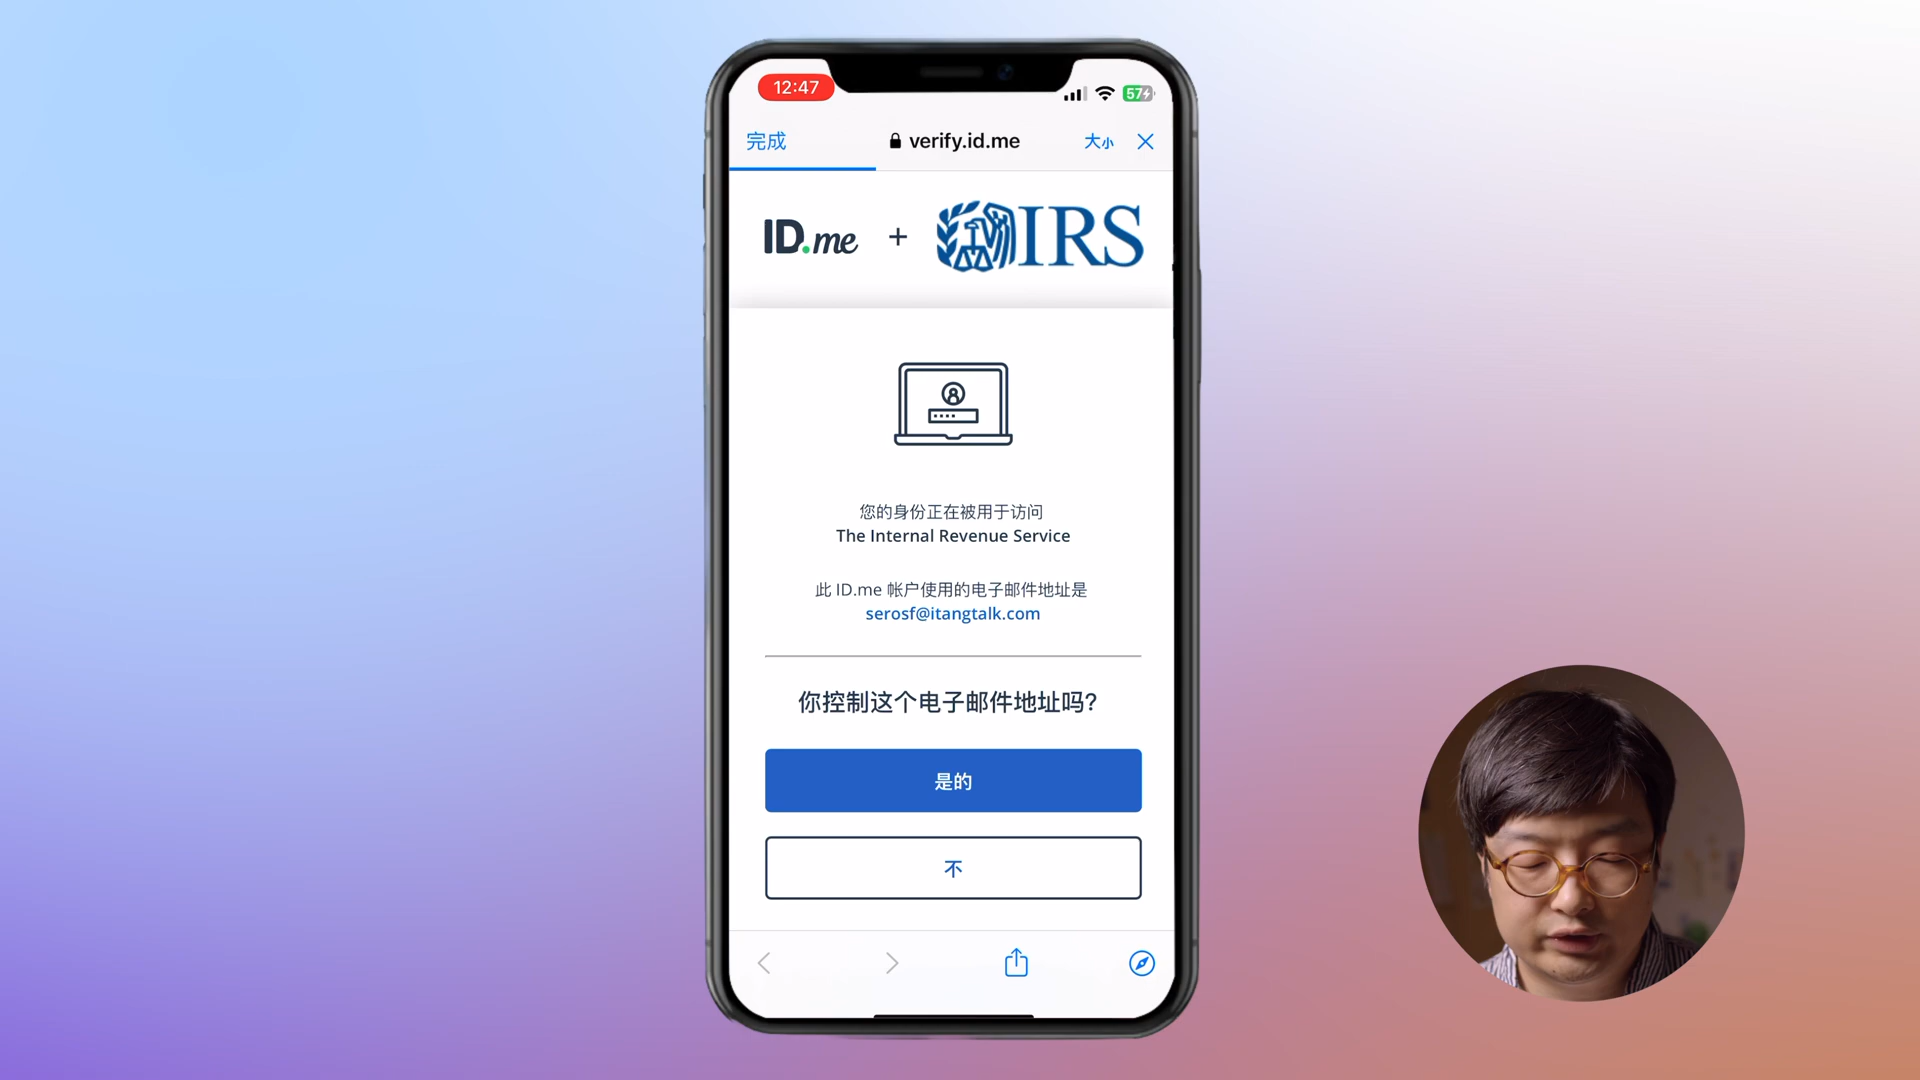 12:47
57
完成
verify.id.me
大小
ID.me + IRS
您的身份正在被用于访问
The Internal Revenue Service
此 ID.me 帐户使用的电子邮件地址是
serosf@itangtalk.com
你控制这个电子邮件地址吗?
是的
不